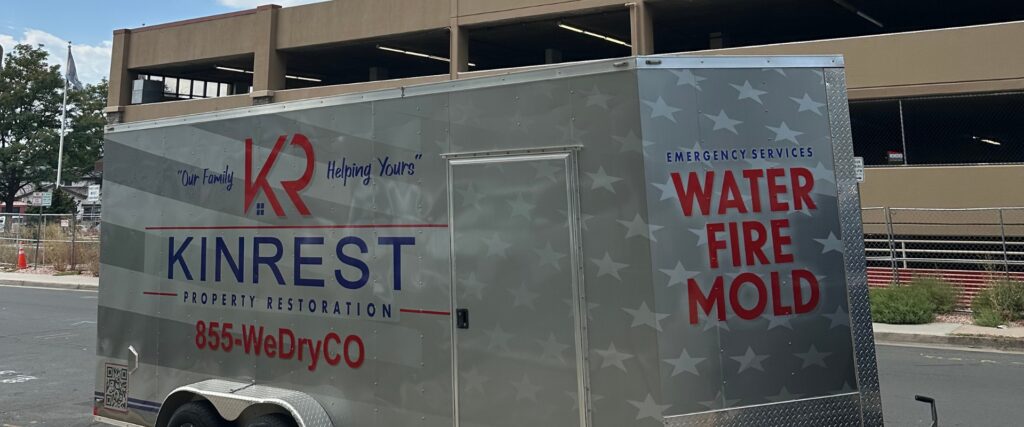 "Our Family
KR
Helping Yours"
KINREST
PROPERTY RESTORATION
855-WeDryCO
EMERGENCY SERVICES
WATER
FIRE
MOLD